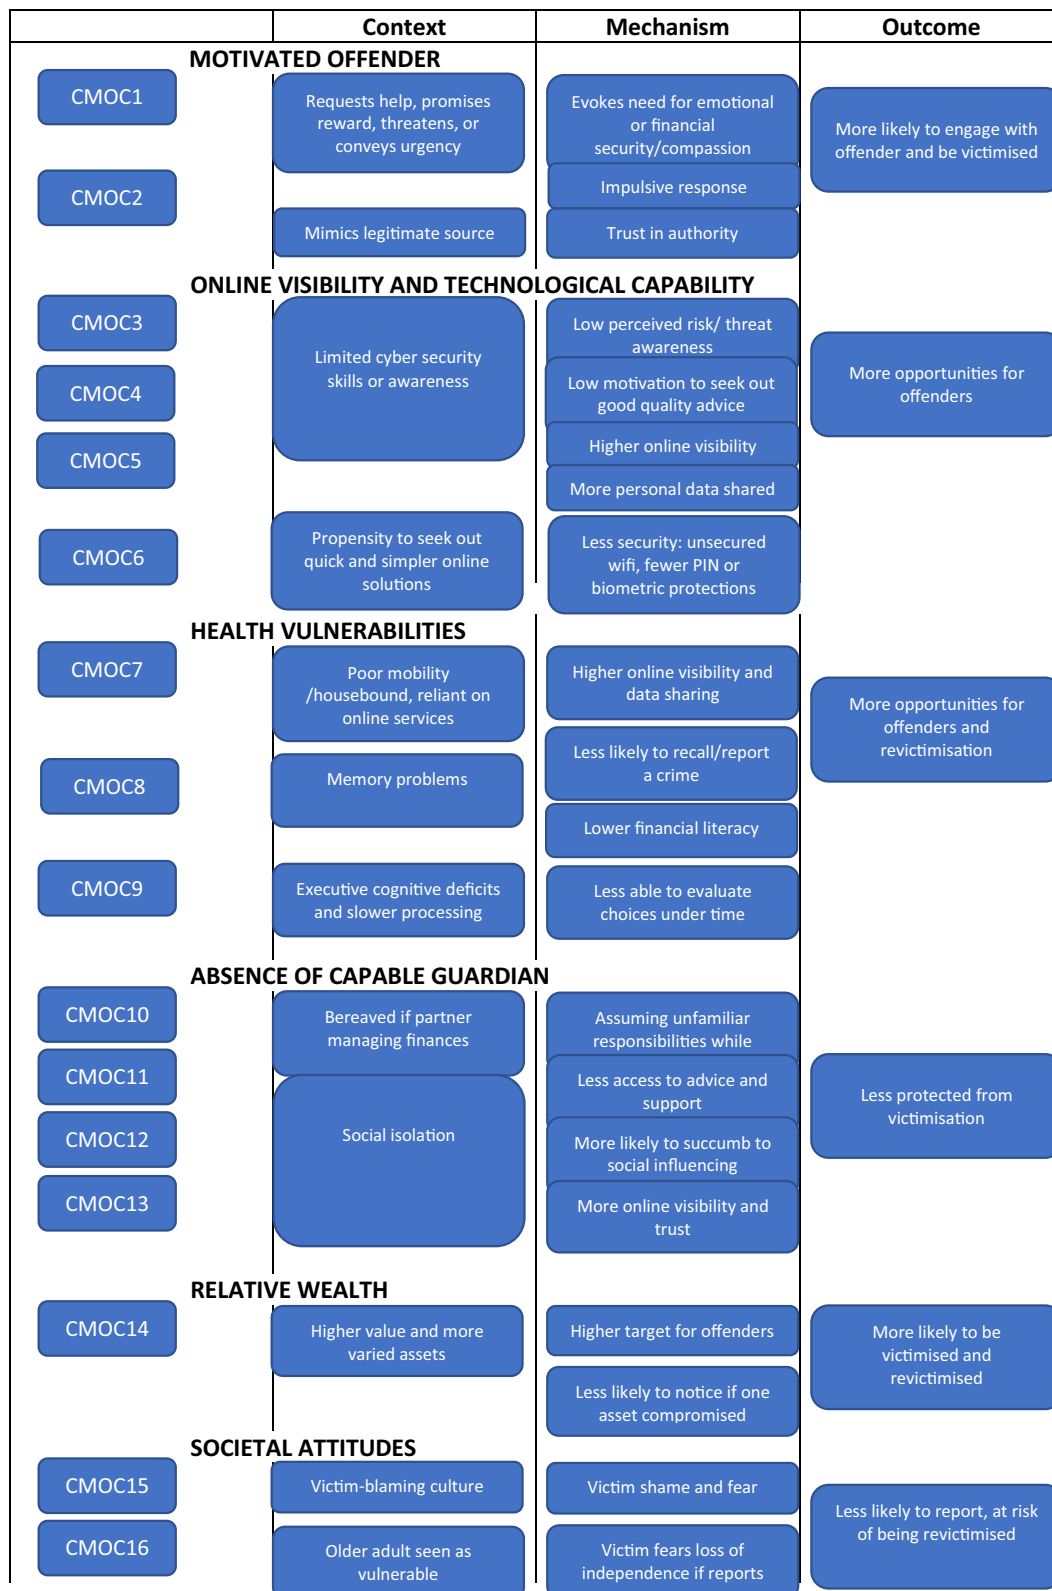 Context Mechanism Outcome
MOTIVATED OFFENDER
CMOC1
Requests help, promises
reward, threatens, or
conveys urgency
Evokes need for emotional
or financial
security/compassion
More likely to engage with
offender and be victimised
CMOC2
Impulsive response
Mimics legitimate source
Trust in authority
ONLINE VISIBILITY AND TECHNOLOGICAL CAPABILITY
CMOC3
Limited cyber security
skills or awareness
Low perceived risk/ threat
awareness
More opportunities for
offenders
CMOC4
Low motivation to seek out
good quality advice
CMOC5
Higher online visibility
More personal data shared
CMOC6
Propensity to seek out
quick and simpler online
solutions
Less security: unsecured
wifi, fewer PIN or
biometric protections
HEALTH VULNERABILITIES
CMOC7
Poor mobility
/housebound, reliant on
online services
Higher online visibility and
data sharing
More opportunities for
offenders and
revictimisation
CMOC8
Memory problems
Less likely to recall/report
a crime
Lower financial literacy
CMOC9
Executive cognitive deficits
and slower processing
Less able to evaluate
choices under time
ABSENCE OF CAPABLE GUARDIAN
CMOC10
Bereaved if partner
managing finances
Assuming unfamiliar
responsibilities while
CMOC11
Less access to advice and
support
Less protected from
victimisation
CMOC12
Social isolation
More likely to succumb to
social influencing
CMOC13
More online visibility and
trust
RELATIVE WEALTH
CMOC14
Higher value and more
varied assets
Higher target for offenders
More likely to be
victimised and
revictimised
Less likely to notice if one
asset compromised
SOCIETAL ATTITUDES
CMOC15
Victim-blaming culture
Victim shame and fear
Less likely to report, at risk
of being revictimised
CMOC16
Older adult seen as
vulnerable
Victim fears loss of
independence if reports